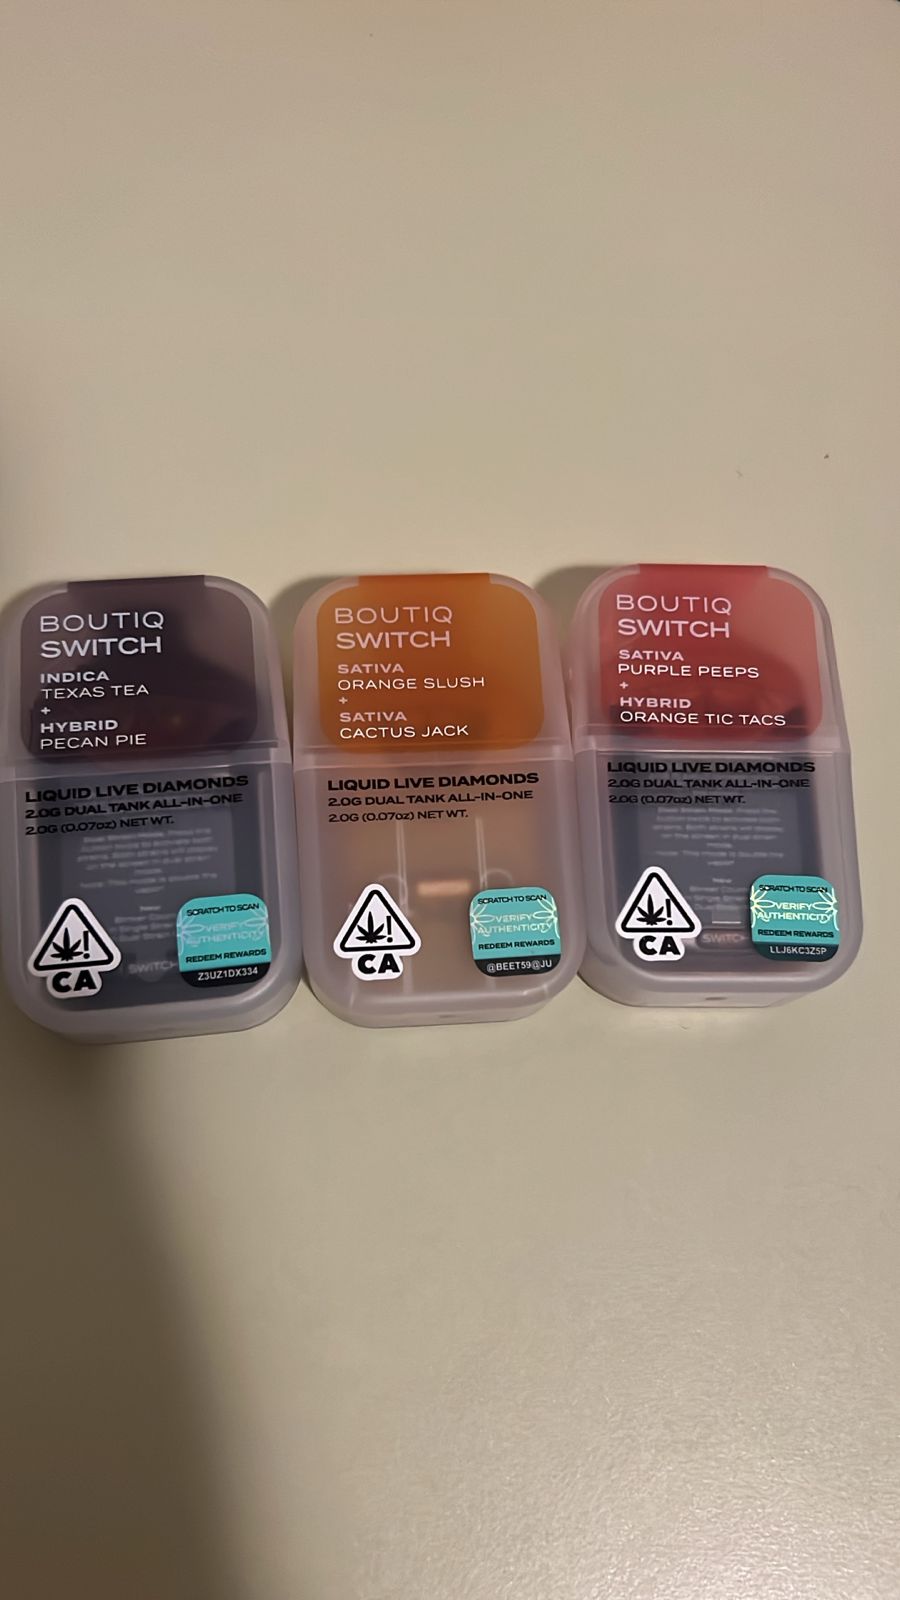 BOUTIQ
SWITCH
INDICA
TEXAS TEA
+
HYBRID
PECAN PIE
LIQUID LIVE DIAMONDS
2.0G DUAL TANK ALL-IN-ONE
2.0G (0.07oz) NET WT.
!
CA
SCRATCH TO SCAN
VERIFY
AUTHENTICITY
REDEEM REWARDS
Z3UZ1DX334
SWITCH
BOUTIQ
SWITCH
SATIVA
ORANGE SLUSH
+
SATIVA
CACTUS JACK
LIQUID LIVE DIAMONDS
2.0G DUAL TANK ALL-IN-ONE
2.0G (0.07oz) NET WT.
!
CA
SCRATCH TO SCAN
VERIFY
AUTHENTICITY
REDEEM REWARDS
@BEET59@JU
BOUTIQ
SWITCH
SATIVA
PURPLE PEEPS
+
HYBRID
ORANGE TIC TACS
LIQUID LIVE DIAMONDS
2.0G DUAL TANK ALL-IN-ONE
2.0G (0.07oz) NET WT.
!
CA
SCRATCH TO SCAN
VERIFY
AUTHENTICITY
REDEEM REWARDS
LLJ6KC3Z5P